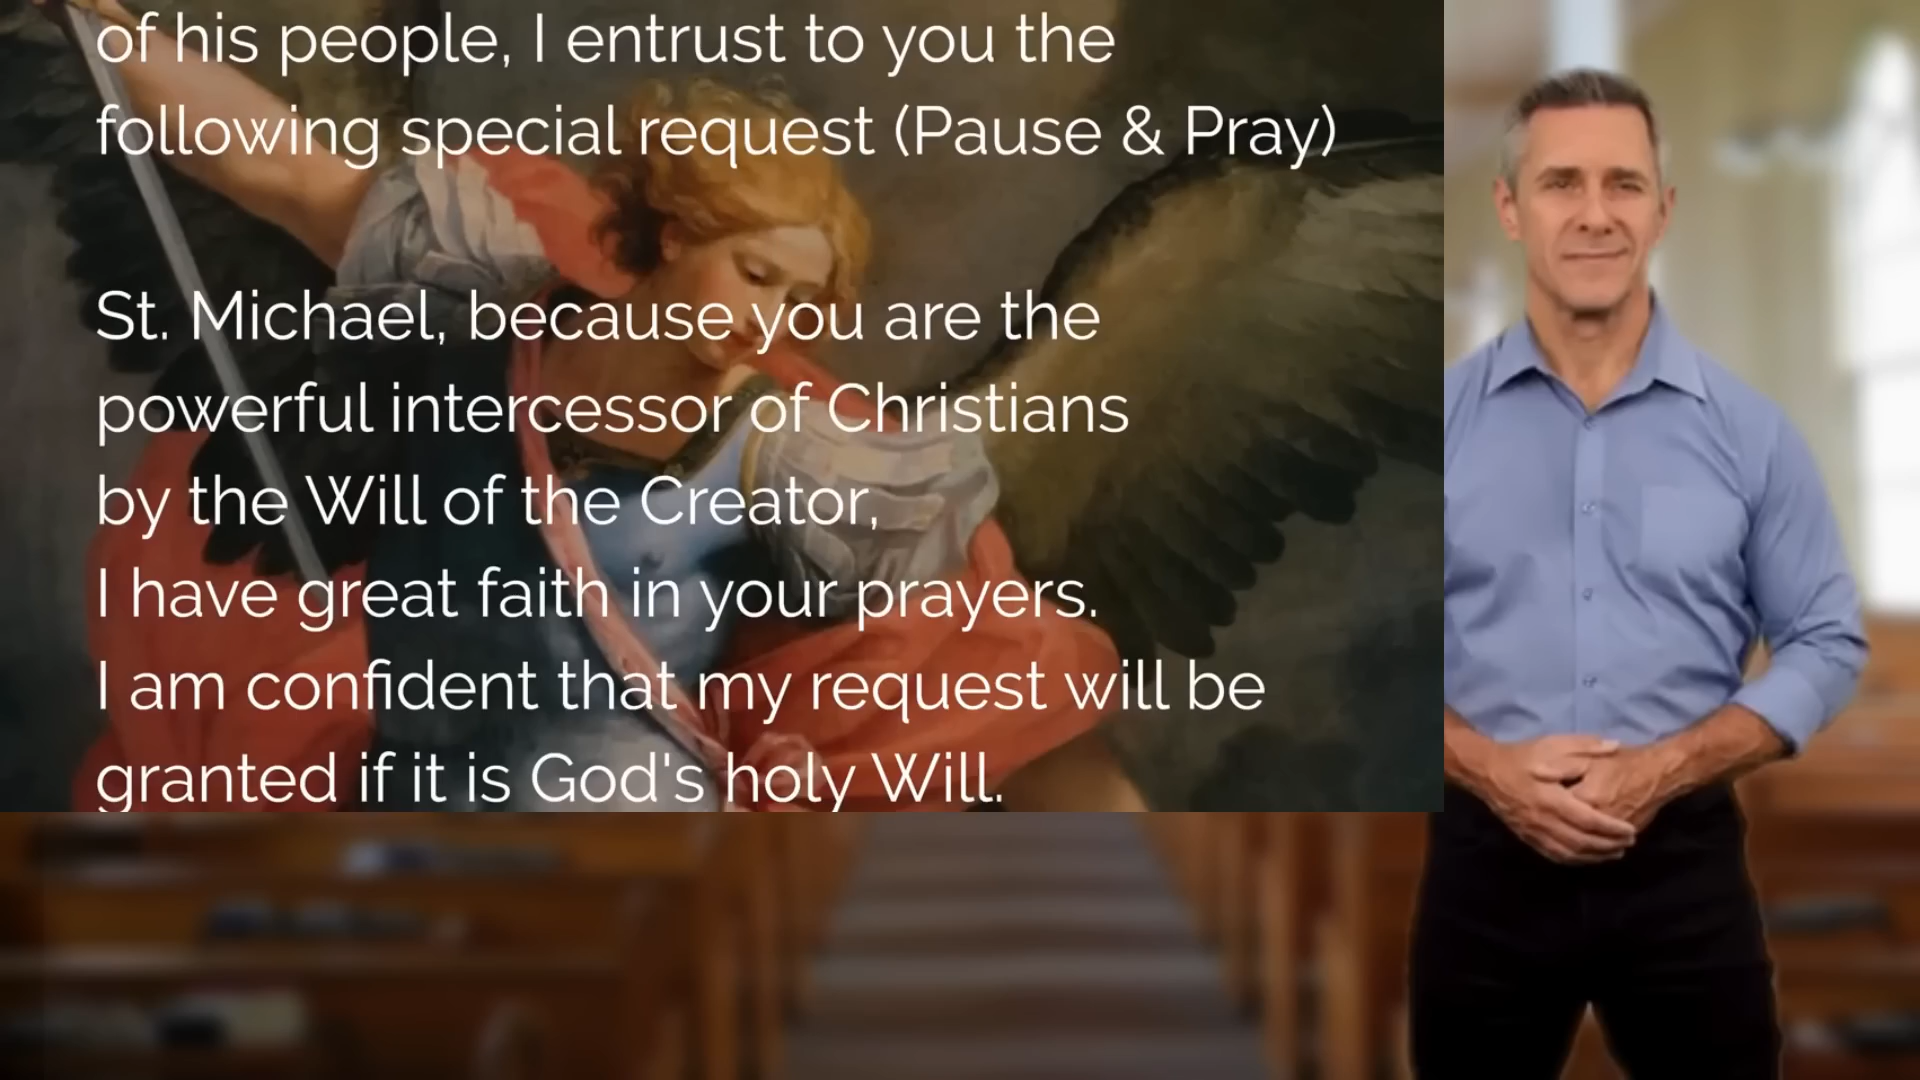 of his people, I entrust to you the
following special request (Pause & Pray)
St. Michael, because you are the
powerful intercessor of Christians
by the Will of the Creator,
I have great faith in your prayers.
I am confident that my request will be
granted if it is God's holy Will.